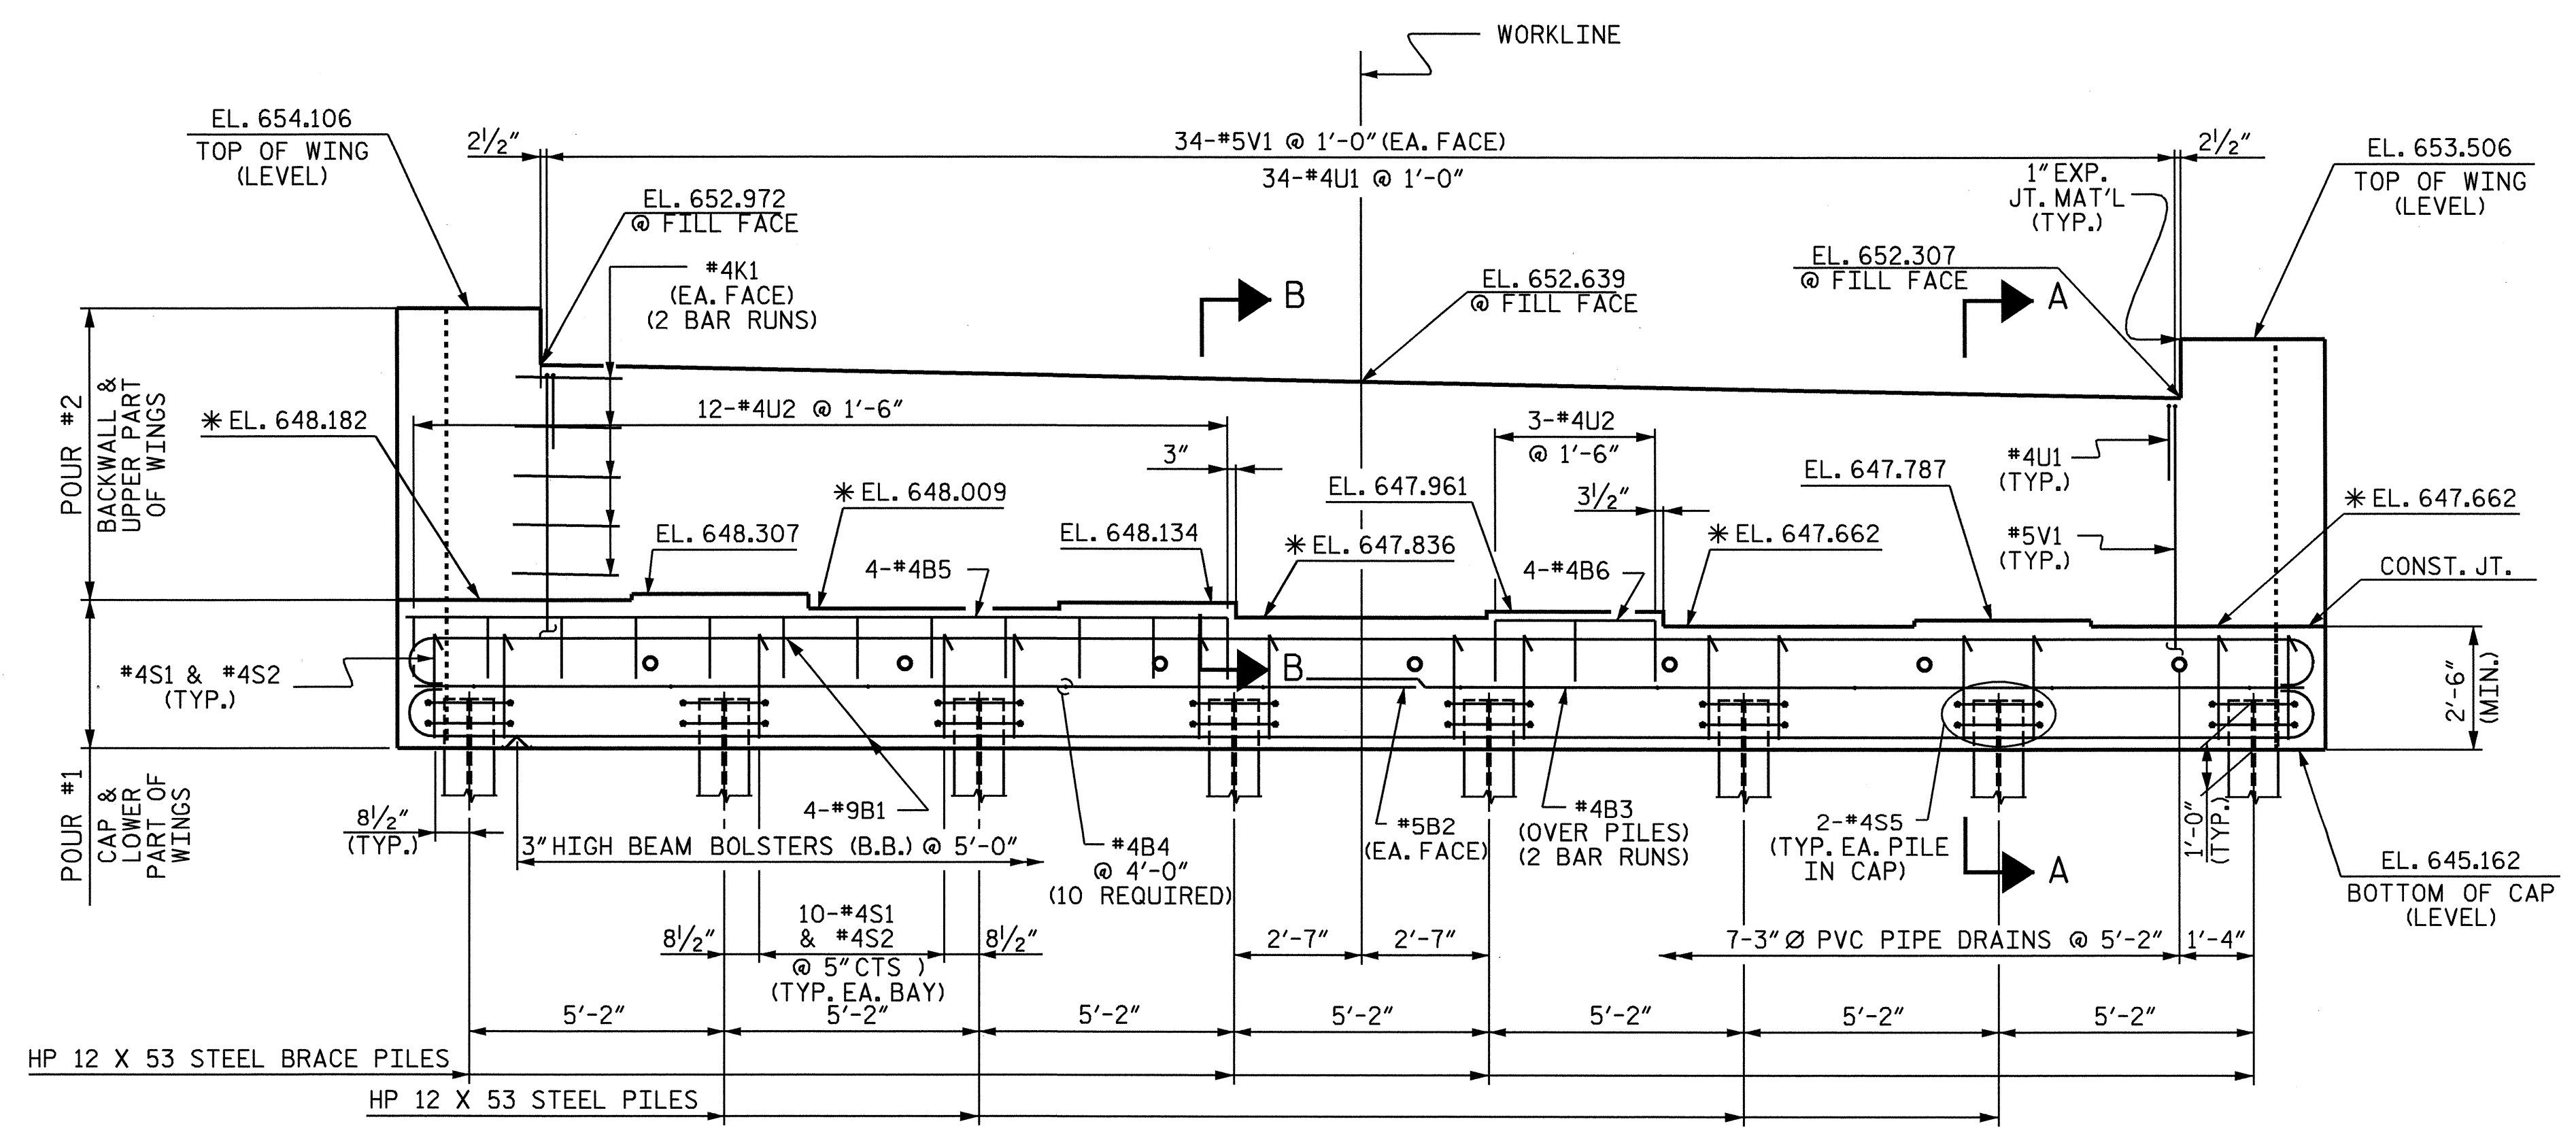 WORKLINE
EL. 654.106
TOP OF WING
(LEVEL)
2½″
34-#5V1 @ 1′-0″ (EA. FACE)
34-#4U1 @ 1′-0″
2½″
1″ EXP.
JT. MAT'L
(TYP.)
EL. 653.506
TOP OF WING
(LEVEL)
EL. 652.972
@ FILL FACE
#4K1
(EA. FACE)
(2 BAR RUNS)
B
EL. 652.639
@ FILL FACE
EL. 652.307
@ FILL FACE
A
POUR #2
BACKWALL &
UPPER PART
OF WINGS
* EL. 648.182
12-#4U2 @ 1′-6″
3″
3-#4U2
@ 1′-6″
3½″
#4U1
(TYP.)
EL. 647.787
* EL. 648.009
EL. 647.961
* EL. 647.662
EL. 648.307
EL. 648.134
* EL. 647.836
* EL. 647.662
#5V1
(TYP.)
4-#4B5
4-#4B6
CONST. JT.
#4S1 & #4S2
(TYP.)
B
2′-6″
(MIN.)
POUR #1
CAP &
LOWER
PART OF
WINGS
8½″
(TYP.)
4-#9B1
3″ HIGH BEAM BOLSTERS (B.B.) @ 5′-0″
#4B4
@ 4′-0″
(10 REQUIRED)
#5B2
(EA. FACE)
#4B3
(OVER PILES)
(2 BAR RUNS)
2-#4S5
(TYP. EA. PILE
IN CAP)
A
1′-0″
(TYP.)
EL. 645.162
BOTTOM OF CAP
(LEVEL)
8½″
10-#4S1
& #4S2
@ 5″ CTS )
(TYP. EA. BAY)
8½″
2′-7″
2′-7″
7-3″ Ø PVC PIPE DRAINS @ 5′-2″
1′-4″
5′-2″
5′-2″
5′-2″
5′-2″
5′-2″
5′-2″
5′-2″
HP 12 X 53 STEEL BRACE PILES
HP 12 X 53 STEEL PILES